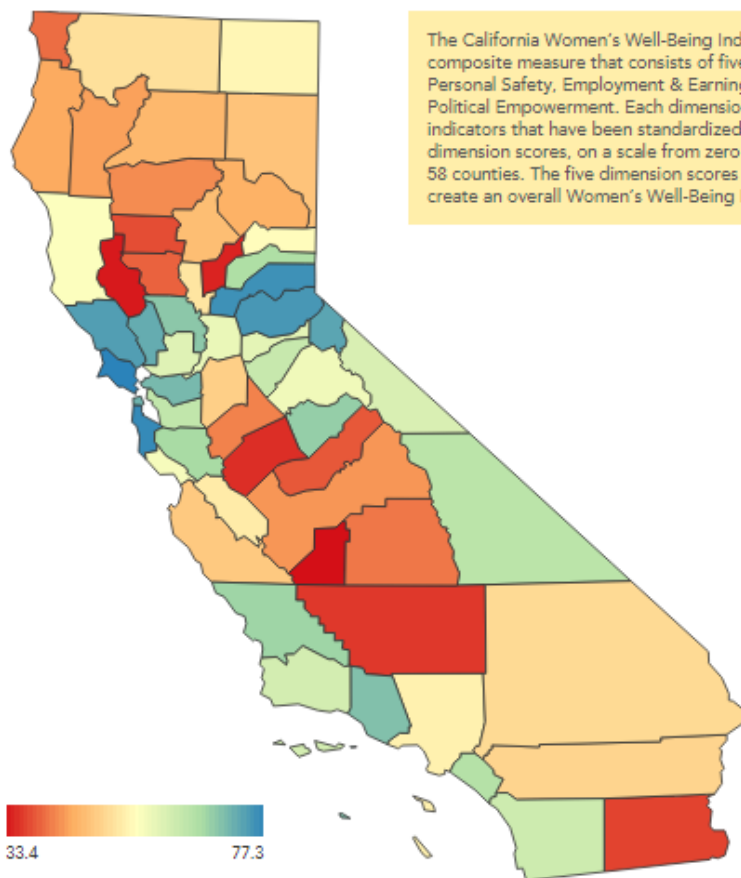 The California Women's Well-Being Ind
composite measure that consists of five
Personal Safety, Employment & Earning
Political Empowerment. Each dimensio
indicators that have been standardized
dimension scores, on a scale from zero
58 counties. The five dimension scores
create an overall Women's Well-Being
33.4
77.3